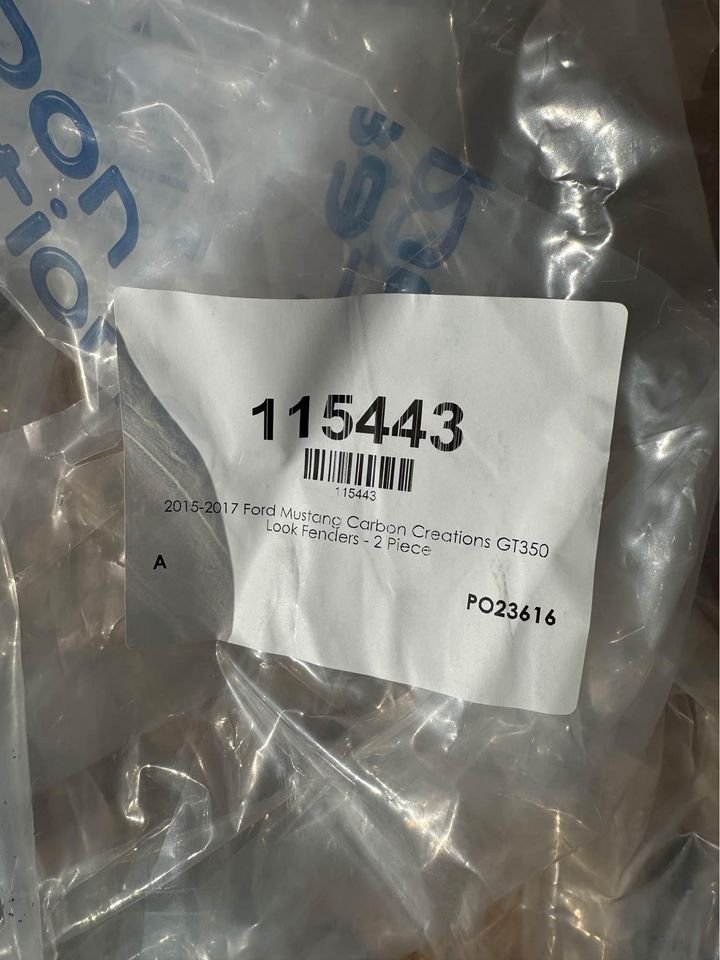 115443
115443
2015-2017 Ford Mustang Carbon Creations GT350
Look Fenders - 2 Piece
A
PO23616